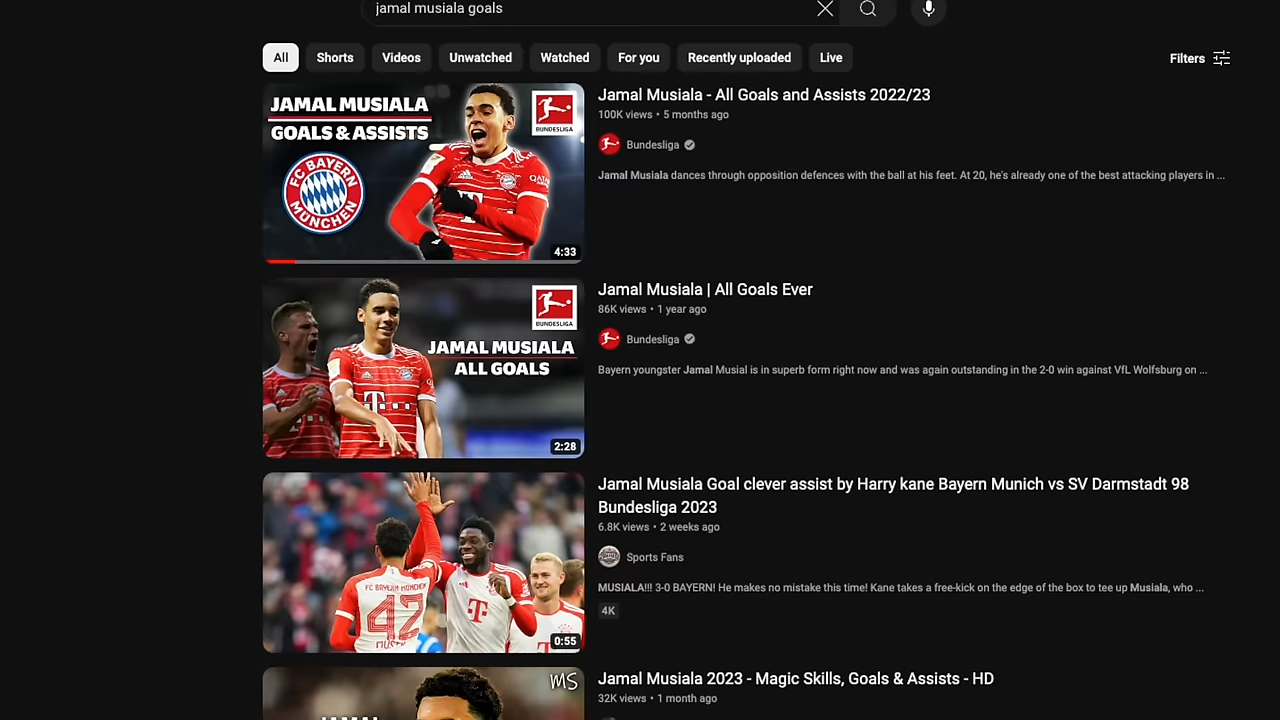 jamal musiala goals
All
Shorts
Videos
Unwatched
Watched
For you
Recently uploaded
Live
Filters
JAMAL MUSIALA
GOALS & ASSISTS
BUNDESLIGA
FC BAYERN
MÜNCHEN
QATAR
T
4:33
Jamal Musiala - All Goals and Assists 2022/23
100K views • 5 months ago
Bundesliga
Jamal Musiala dances through opposition defences with the ball at his feet. At 20, he's already one of the best attacking players in ...
BUNDESLIGA
JAMAL MUSIALA
ALL GOALS
T
2:28
Jamal Musiala | All Goals Ever
86K views • 1 year ago
Bundesliga
Bayern youngster Jamal Musial is in superb form right now and was again outstanding in the 2-0 win against VfL Wolfsburg on ...
FC BAYERN MÜNCHEN
42
T
0:55
Jamal Musiala Goal clever assist by Harry kane Bayern Munich vs SV Darmstadt 98
Bundesliga 2023
6.8K views • 2 weeks ago
Sports Fans
MUSIALA!!! 3-0 BAYERN! He makes no mistake this time! Kane takes a free-kick on the edge of the box to tee up Musiala, who ...
4K
MS
JAMAL
Jamal Musiala 2023 - Magic Skills, Goals & Assists - HD
32K views • 1 month ago